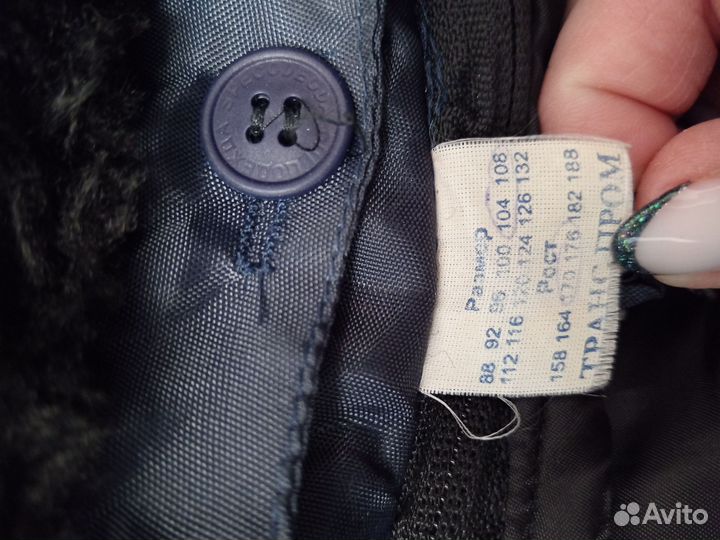 Размер
88 92 96 100 104 108
112 116 120 124 126 132
Рост
158 164 170 176 182 188
ТРАНС ПРОМ
Avito